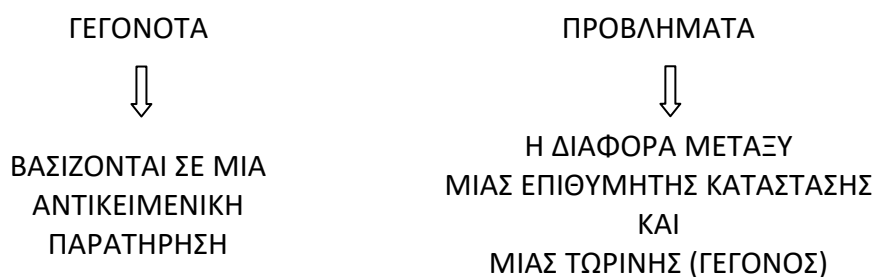 ΓΕΓΟΝΟΤΑ
ΒΑΣΙΖΟΝΤΑΙ ΣΕ ΜΙΑ
ΑΝΤΙΚΕΙΜΕΝΙΚΗ
ΠΑΡΑΤΗΡΗΣΗ
ΠΡΟΒΛΗΜΑΤΑ
Η ΔΙΑΦΟΡΑ ΜΕΤΑΞΥ
ΜΙΑΣ ΕΠΙΘΥΜΗΤΗΣ ΚΑΤΑΣΤΑΣΗΣ
ΚΑΙ
ΜΙΑΣ ΤΩΡΙΝΗΣ (ΓΕΓΟΝΟΣ)